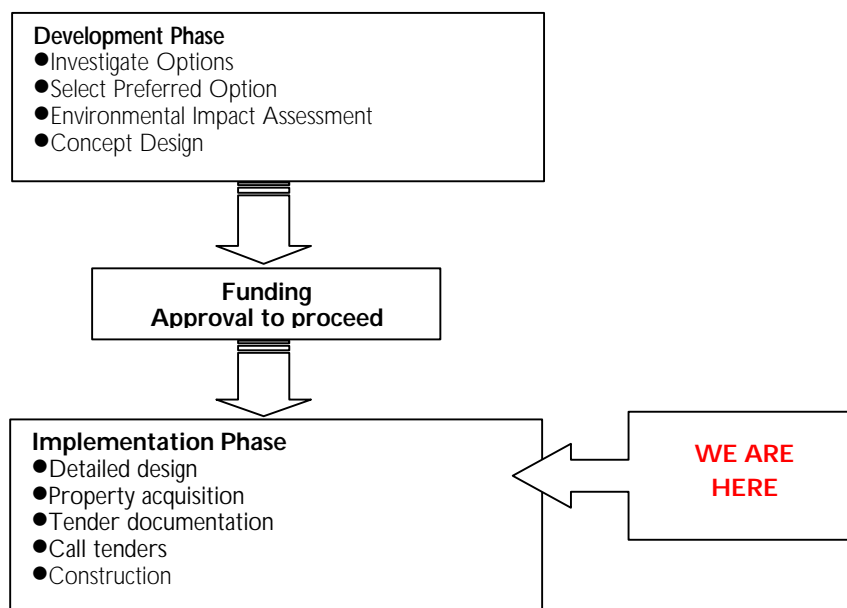 Development Phase
●Investigate Options
●Select Preferred Option
●Environmental Impact Assessment
●Concept Design
Funding
Approval to proceed
Implementation Phase
●Detailed design
●Property acquisition
●Tender documentation
●Call tenders
●Construction
WE ARE
HERE